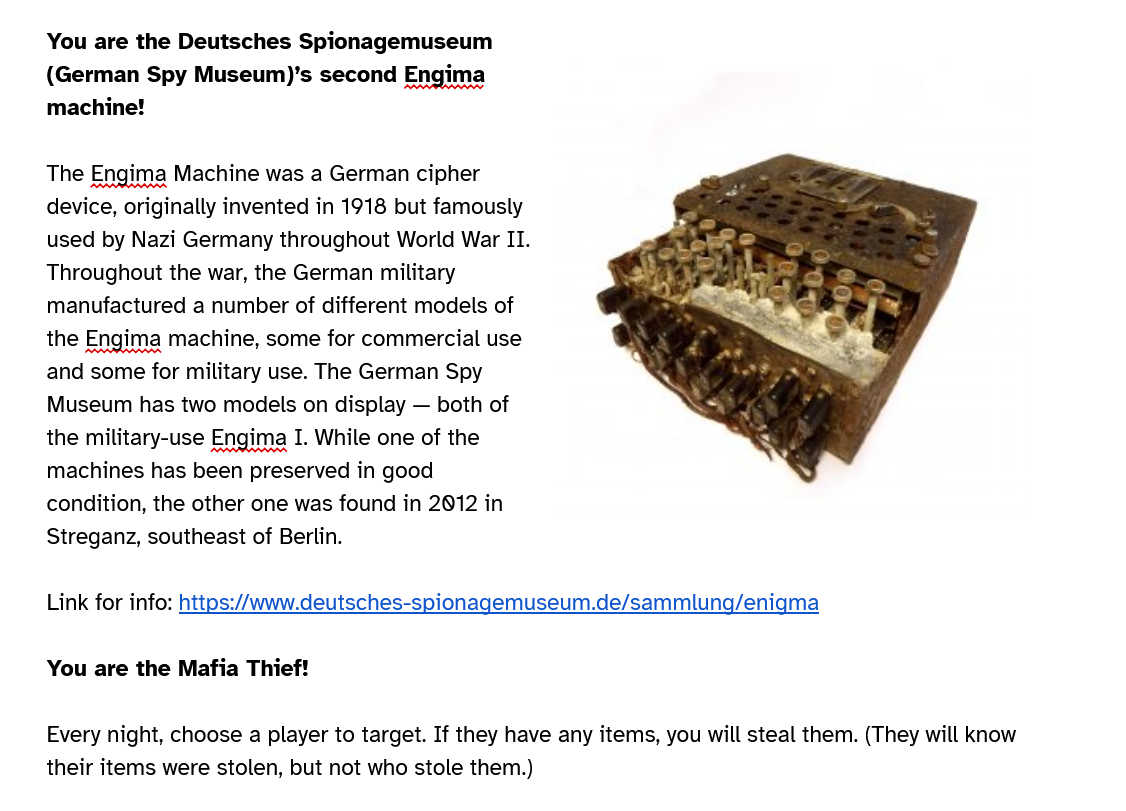 You are the Deutsches Spionagemuseum
(German Spy Museum)’s second Engima
machine!
The Engima Machine was a German cipher
device, originally invented in 1918 but famously
used by Nazi Germany throughout World War II.
Throughout the war, the German military
manufactured a number of different models of
the Engima machine, some for commercial use
and some for military use. The German Spy
Museum has two models on display — both of
the military-use Engima I. While one of the
machines has been preserved in good
condition, the other one was found in 2012 in
Streganz, southeast of Berlin.
Link for info: https://www.deutsches-spionagemuseum.de/sammlung/enigma
You are the Mafia Thief!
Every night, choose a player to target. If they have any items, you will steal them. (They will know
their items were stolen, but not who stole them.)